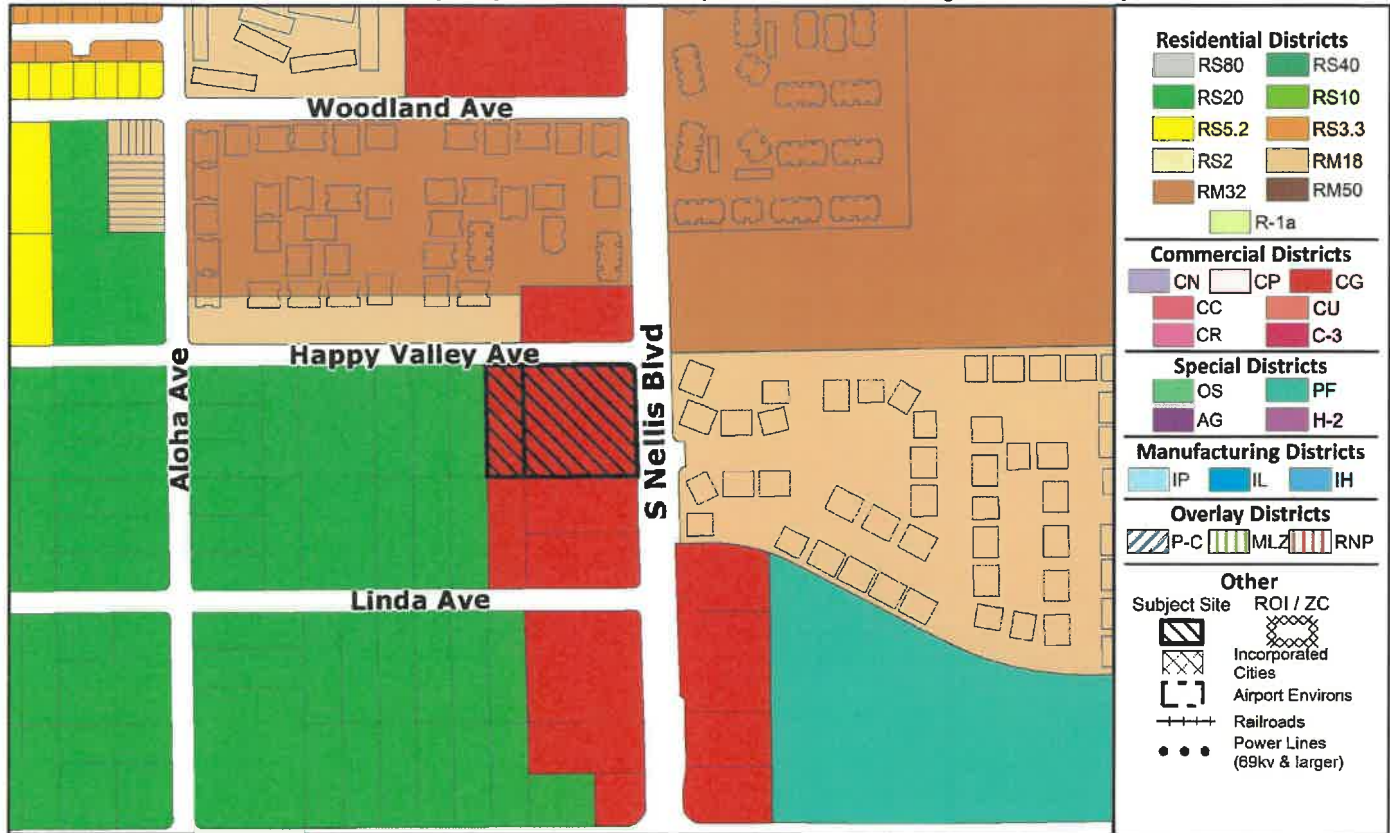 Woodland Ave
Happy Valley Ave
Aloha Ave
S Nellis Blvd
Linda Ave
Residential Districts
RS80 RS40
RS20 RS10
RS5.2 RS3.3
RS2 RM18
RM32 RM50
R-1a
Commercial Districts
CN CP CG
CC CU
CR C-3
Special Districts
OS PF
AG H-2
Manufacturing Districts
IP IL IH
Overlay Districts
P-C MLZ RNP
Other
Subject Site ROI / ZC
Incorporated
Cities
Airport Environs
Railroads
Power Lines
(69kv & larger)